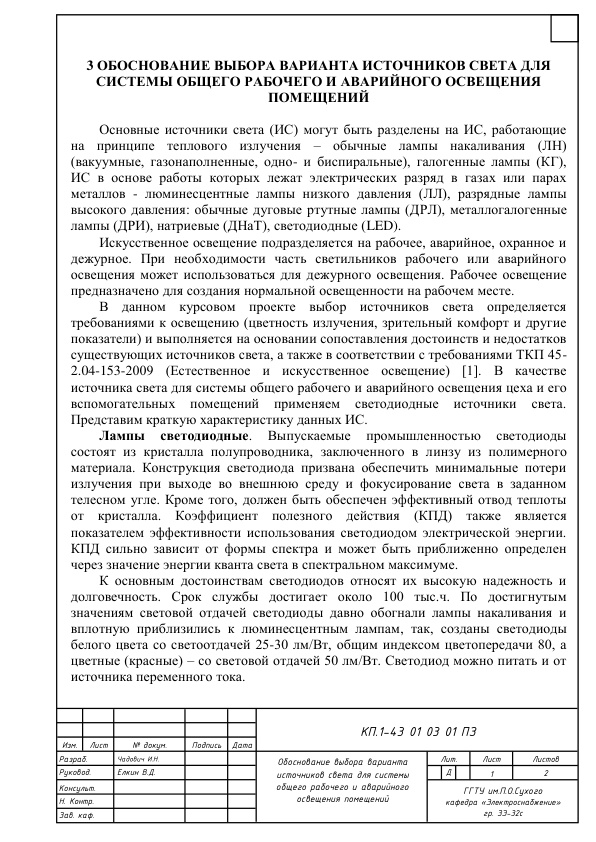 3 ОБОСНОВАНИЕ ВЫБОРА ВАРИАНТА ИСТОЧНИКОВ СВЕТА ДЛЯ
СИСТЕМЫ ОБЩЕГО РАБОЧЕГО И АВАРИЙНОГО ОСВЕЩЕНИЯ
ПОМЕЩЕНИЙ
Основные источники света (ИС) могут быть разделены на ИС, работающие
на принципе теплового излучения – обычные лампы накаливания (ЛН)
(вакуумные, газонаполненные, одно- и биспиральные), галогенные лампы (КГ),
ИС в основе работы которых лежат электрических разряд в газах или парах
металлов - люминесцентные лампы низкого давления (ЛЛ), разрядные лампы
высокого давления: обычные дуговые ртутные лампы (ДРЛ), металлогалогенные
лампы (ДРИ), натриевые (ДНаТ), светодиодные (LED).
Искусственное освещение подразделяется на рабочее, аварийное, охранное и
дежурное. При необходимости часть светильников рабочего или аварийного
освещения может использоваться для дежурного освещения. Рабочее освещение
предназначено для создания нормальной освещенности на рабочем месте.
В данном курсовом проекте выбор источников света определяется
требованиями к освещению (цветность излучения, зрительный комфорт и другие
показатели) и выполняется на основании сопоставления достоинств и недостатков
существующих источников света, а также в соответствии с требованиями ТКП 45-
2.04-153-2009 (Естественное и искусственное освещение) [1]. В качестве
источника света для системы общего рабочего и аварийного освещения цеха и его
вспомогательных помещений применяем светодиодные источники света.
Представим краткую характеристику данных ИС.
Лампы светодиодные. Выпускаемые промышленностью светодиоды
состоят из кристалла полупроводника, заключенного в линзу из полимерного
материала. Конструкция светодиода призвана обеспечить минимальные потери
излучения при выходе во внешнюю среду и фокусирование света в заданном
телесном угле. Кроме того, должен быть обеспечен эффективный отвод теплоты
от кристалла. Коэффициент полезного действия (КПД) также является
показателем эффективности использования светодиодом электрической энергии.
КПД сильно зависит от формы спектра и может быть приближенно определен
через значение энергии кванта света в спектральном максимуме.
К основным достоинствам светодиодов относят их высокую надежность и
долговечность. Срок службы достигает около 100 тыс.ч. По достигнутым
значениям световой отдачей светодиоды давно обогнали лампы накаливания и
вплотную приблизились к люминесцентным лампам, так, созданы светодиоды
белого цвета со светоотдачей 25-30 лм/Вт, общим индексом цветопередачи 80, а
цветные (красные) – со световой отдачей 50 лм/Вт. Светодиод можно питать и от
источника переменного тока.
КП.1-43 01 03 01 ПЗ
Изм. Лист № докум. Подпись Дата
Разраб. Чадович И.Н.
Руковод. Елкин В.Д.
Консульт.
Н. Контр.
Зав. каф.
Обоснование выбора варианта
источников света для системы
общего рабочего и аварийного
освещения помещений
Лит. Лист Листов
Д 1 2
ГГТУ им.П.О.Сухого
кафедра «Электроснабжение»
гр. ЗЭ-32с